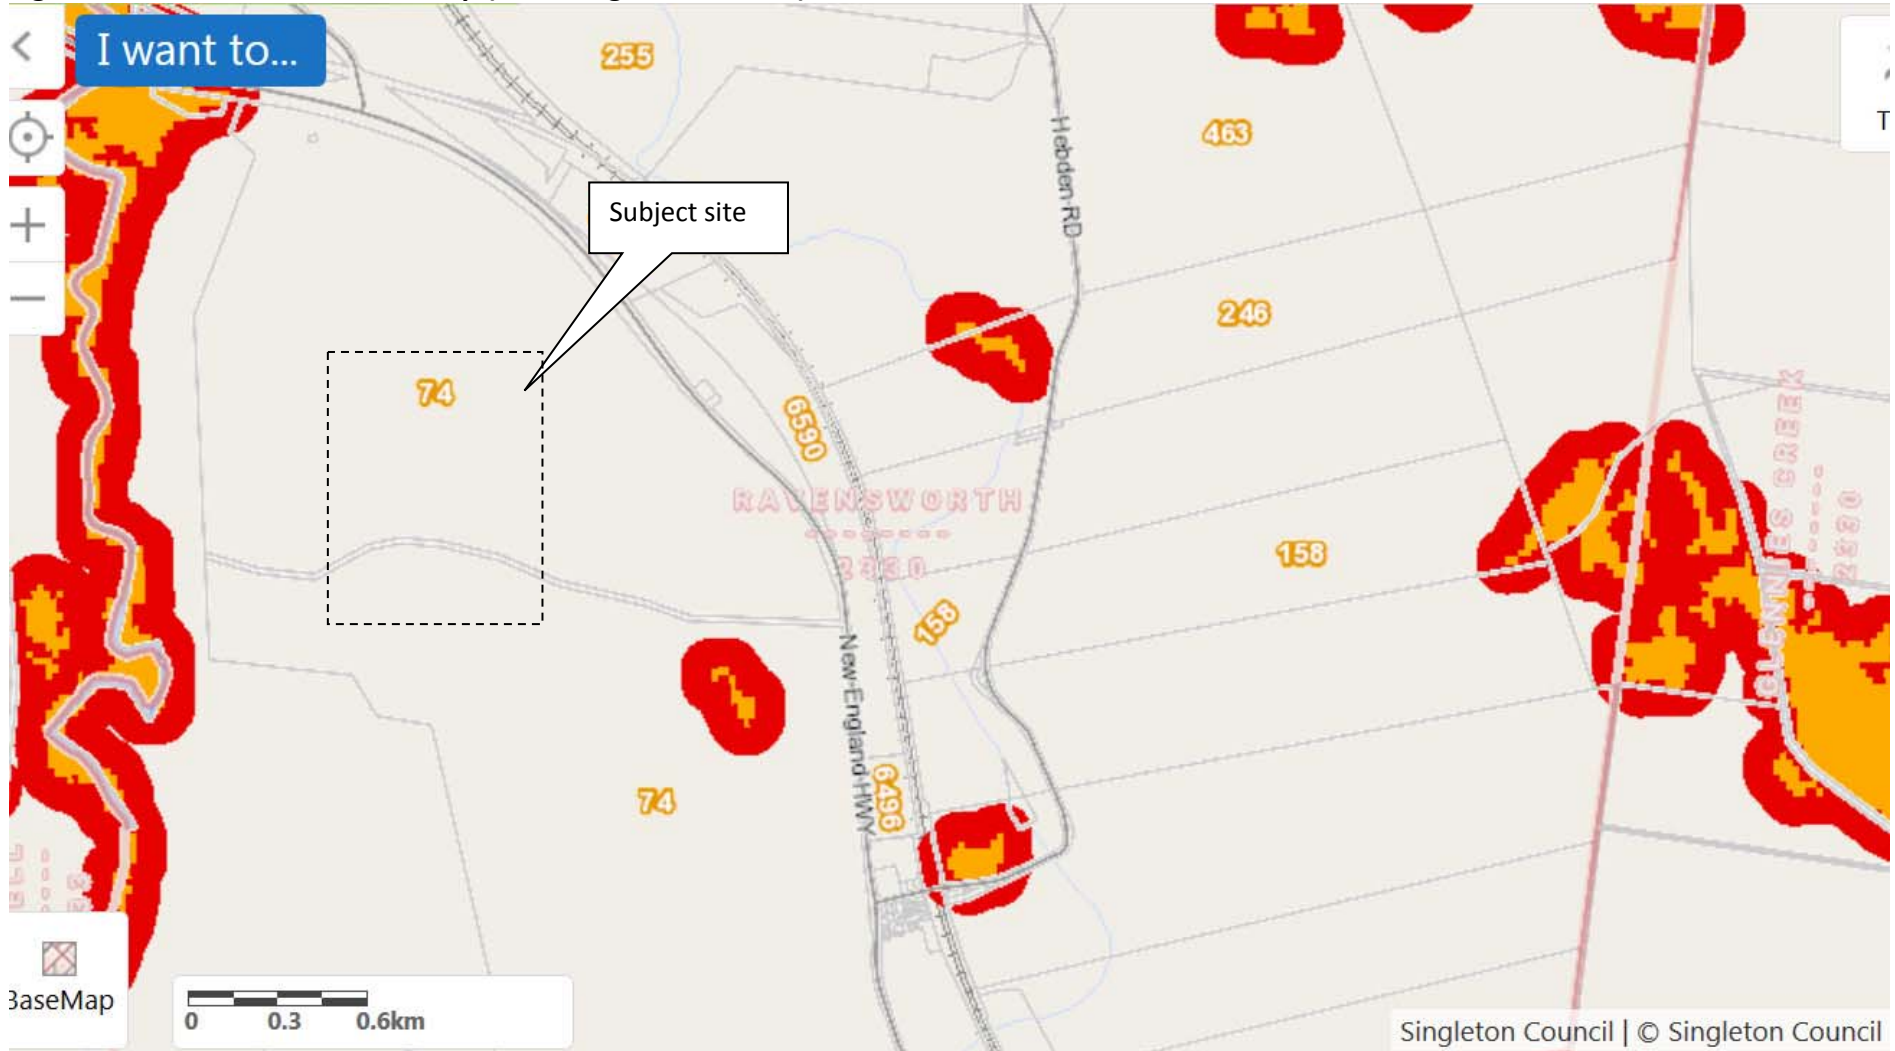 I want to...
255
463
T
Hebden RD
Subject site
246
74
6590
RAVENSWORTH
2330
158
158
GLENNIES CREEK
2330
New England HWY
74
6496
BaseMap
0 0.3 0.6km
Singleton Council | © Singleton Council